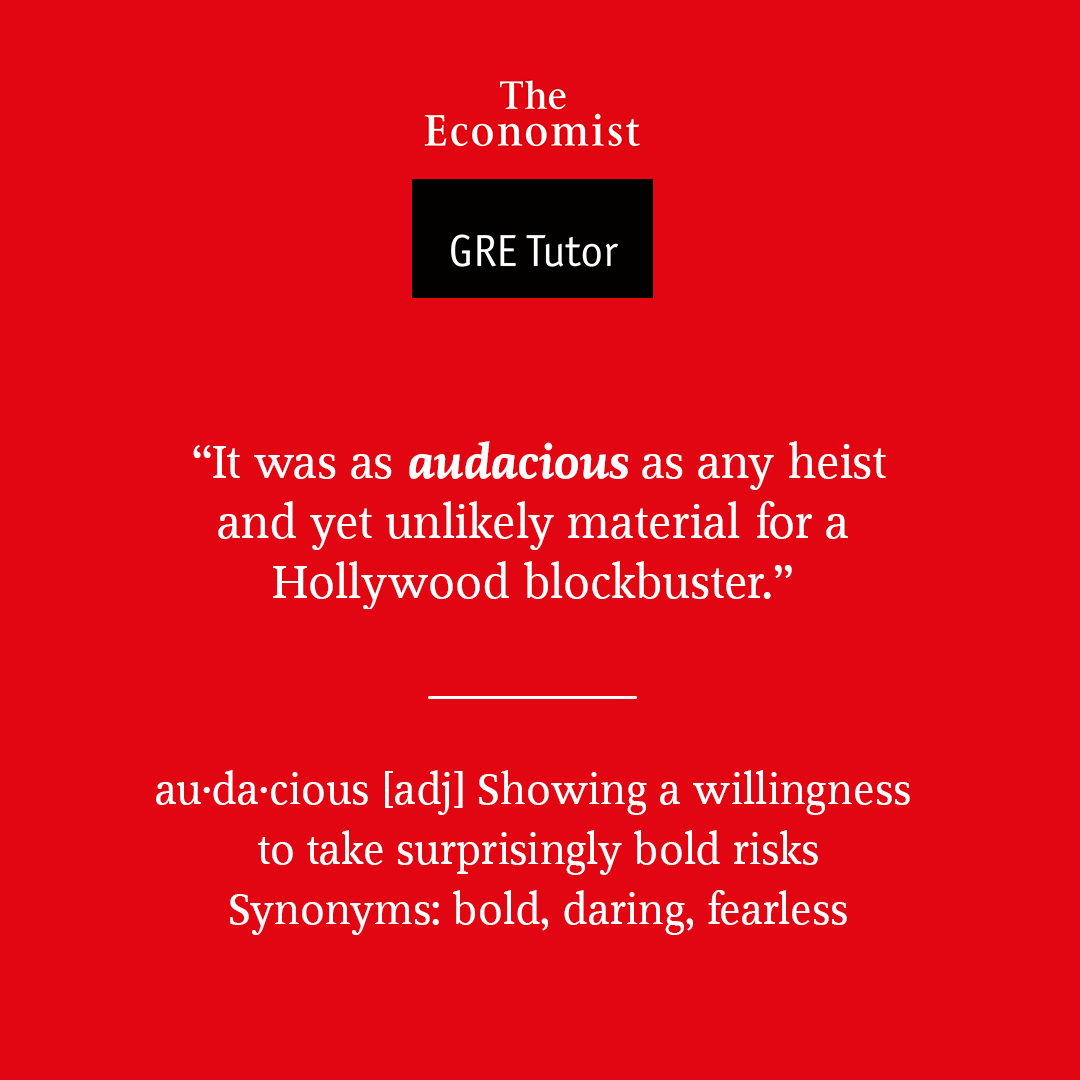 The
Economist
GRE Tutor
“It was as audacious as any heist
and yet unlikely material for a
Hollywood blockbuster.”
au·da·cious [adj] Showing a willingness
to take surprisingly bold risks
Synonyms: bold, daring, fearless